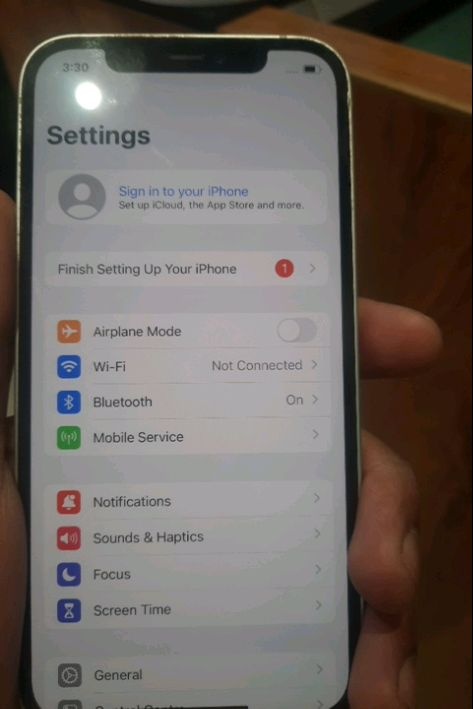 3:30
Settings
Sign in to your iPhone
Set up iCloud, the App Store and more.
Finish Setting Up Your iPhone 1
Airplane Mode
Wi-Fi Not Connected
Bluetooth On
Mobile Service
Notifications
Sounds & Haptics
Focus
Screen Time
General